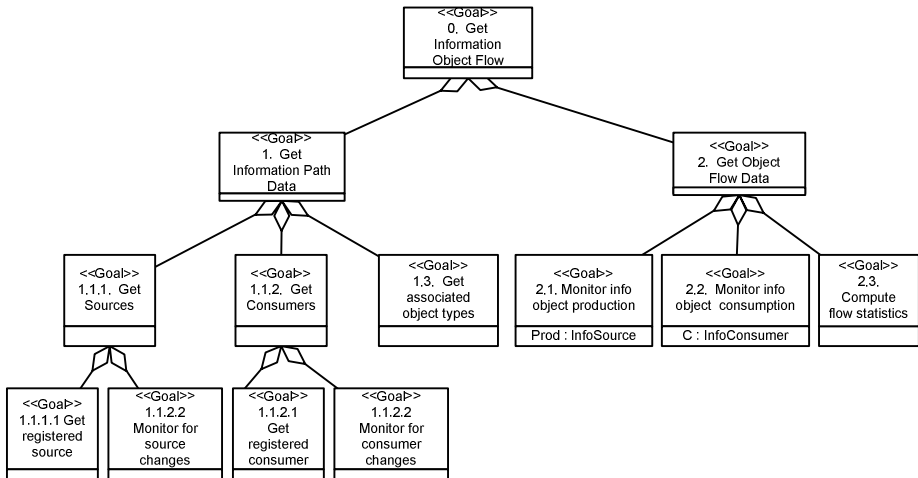 <<Goal>>
0. Get
Information
Object Flow
<<Goal>>
1. Get
Information Path
Data
<<Goal>>
2. Get Object
Flow Data
<<Goal>>
1.1.1. Get
Sources
<<Goal>>
1.1.2. Get
Consumers
<<Goal>>
1.3. Get
associated
object types
<<Goal>>
2.1. Monitor info
object production
Prod : InfoSource
<<Goal>>
2.2. Monitor info
object consumption
C : InfoConsumer
<<Goal>>
2.3.
Compute
flow statistics
<<Goal>>
1.1.1.1 Get
registered
source
<<Goal>>
1.1.2.2
Monitor for
source
changes
<<Goal>>
1.1.2.1
Get
registered
consumer
<<Goal>>
1.1.2.2
Monitor for
consumer
changes